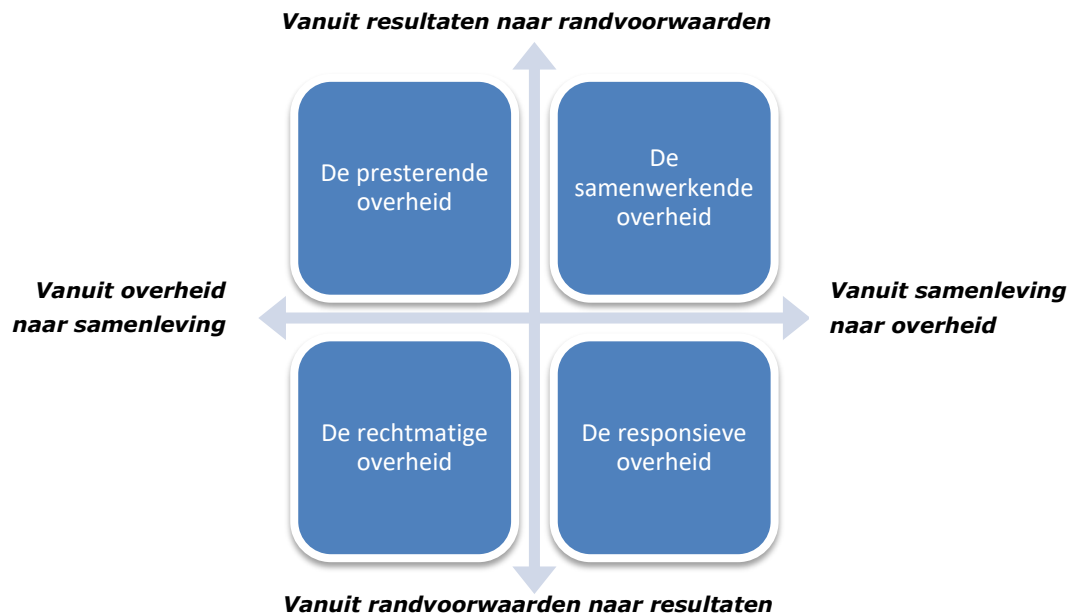 Vanuit resultaten naar randvoorwaarden
De presterende
overheid
De
samenwerkende
overheid
Vanuit overheid
naar samenleving
Vanuit samenleving
naar overheid
De rechtmatige
overheid
De responsieve
overheid
Vanuit randvoorwaarden naar resultaten